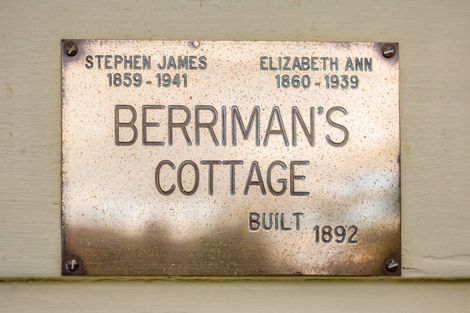 STEPHEN JAMES ELIZABETH ANN
1859-1941 1860-1939
BERRIMAN'S
COTTAGE
BUILT 1892